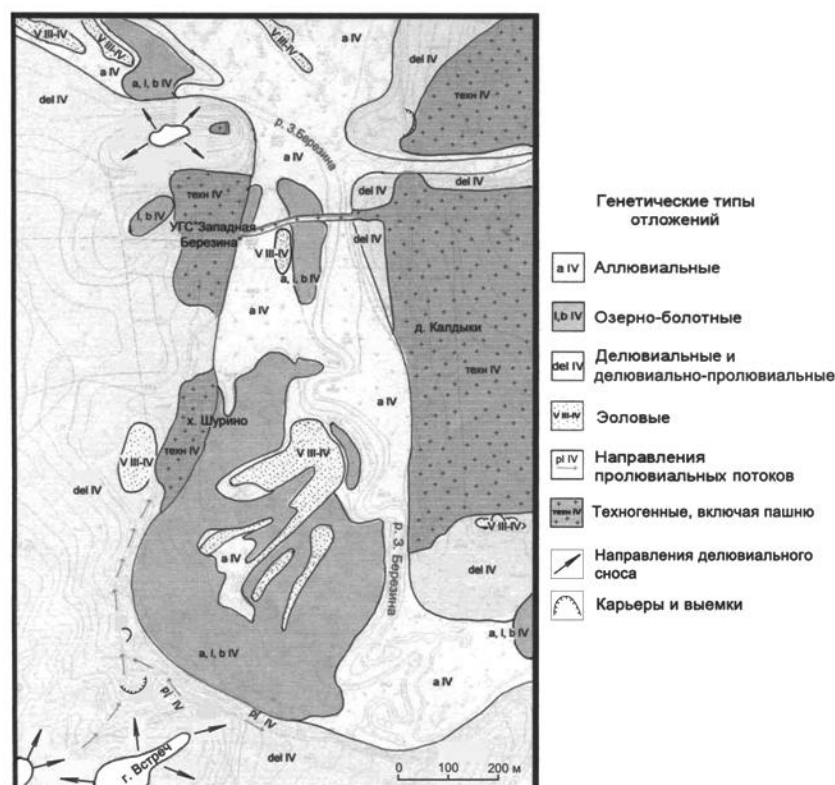 V III-IV
V III-IV
V III-IV
a IV
a IV
del IV
del IV
a, l, b IV
техн IV
р. З.Березина
a IV
del IV
del IV
техн IV
l, b IV
УГС"Западная
Березина"
del IV
V III-IV
a, l, b IV
a IV
д. Калдыки
техн IV
a IV
х. Шурино
V III-IV
V III-IV
техн IV
del IV
V III-IV
р. З. Березина
a IV
del IV
a, l, b IV
a, l, b IV
a IV
pl IV
pl IV
г. Встреч
del IV
0 100 200 м
Генетические типы
отложений
a IV Аллювиальные
l,b IV Озерно-болотные
del IV Делювиальные и
делювиально-пролювиальные
V III-IV Эоловые
pl IV Направления
пролювиальных потоков
техн IV Техногенные, включая пашню
Направления делювиального
сноса
Карьеры и выемки